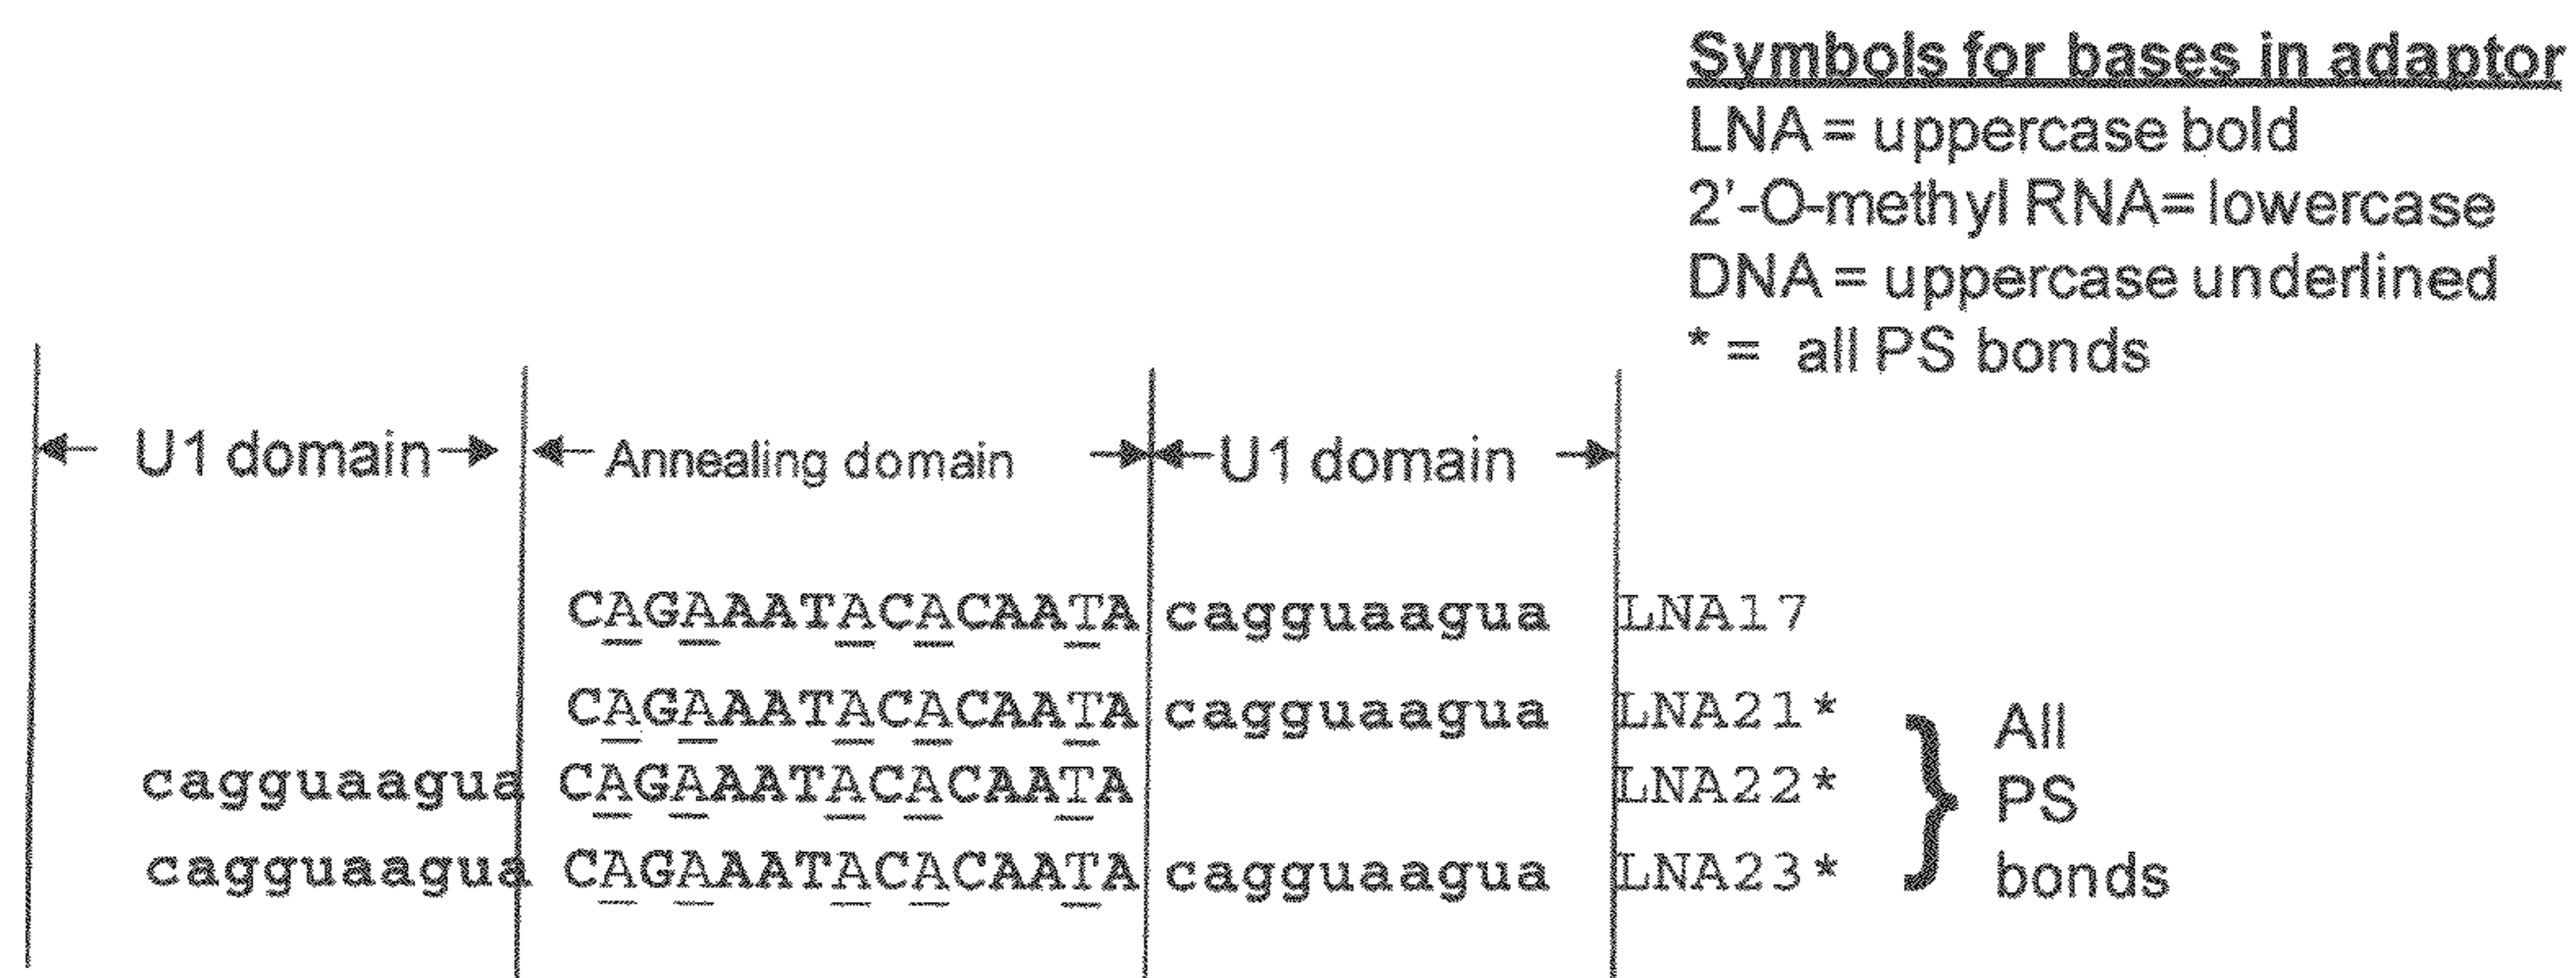 Symbols for bases in adaptor
LNA = uppercase bold
2'-O-methyl RNA= lowercase
DNA = uppercase underlined
* = all PS bonds
U1 domain Annealing domain U1 domain
CAGAAATACACAATA cagguaagua LNA17
CAGAAATACACAATA cagguaagua LNA21*
cagguaagua CAGAAATACACAATA LNA22*
cagguaagua CAGAAATACACAATA cagguaagua LNA23*
All
PS
bonds